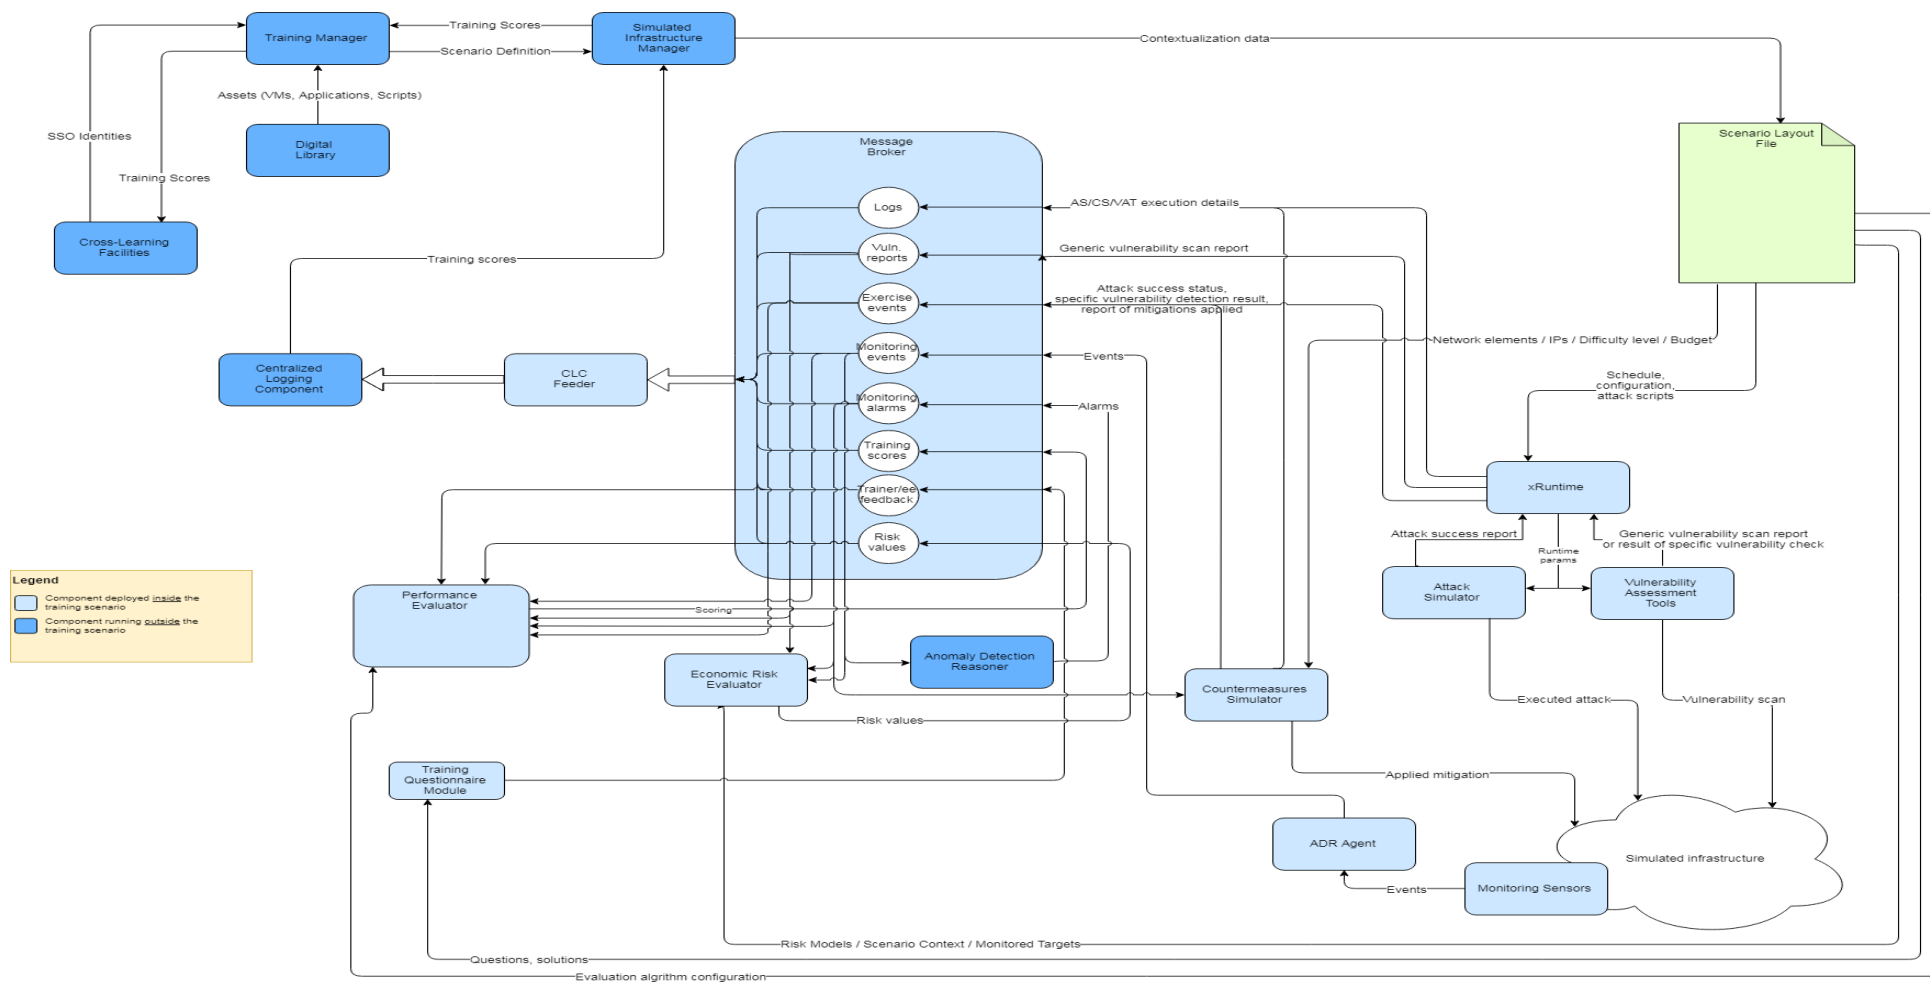 Training Manager
Training Scores
Scenario Definition
Simulated
Infrastructure
Manager
Contextualization data
Assets (VMs, Applications, Scripts)
SSO Identities
Digital
Library
Training Scores
Cross-Learning
Facilities
Training scores
Message
Broker
Scenario Layout
File
Logs
AS/CS/VAT execution details
Vuln.
reports
Generic vulnerability scan report
Exercise
events
Attack success status,
specific vulnerability detection result,
report of mitigations applied
Monitoring
events
Events
Monitoring
alarms
Alarms
Training
scores
Trainer/ee
feedback
Risk
values
Centralized
Logging
Component
CLC
Feeder
Network elements / IPs / Difficulty level / Budget
Schedule,
configuration,
attack scripts
xRuntime
Attack success report
Runtime
params
Generic vulnerability scan report
or result of specific vulnerability check
Attack
Simulator
Vulnerability
Assessment
Tools
Legend
Component deployed inside the
training scenario
Component running outside the
training scenario
Performance
Evaluator
Scoring
Economic Risk
Evaluator
Anomaly Detection
Reasoner
Countermeasures
Simulator
Executed attack
Vulnerability scan
Risk values
Training
Questionnaire
Module
Applied mitigation
ADR Agent
Simulated infrastructure
Events
Monitoring Sensors
Risk Models / Scenario Context / Monitored Targets
Questions, solutions
Evaluation algrithm configuration